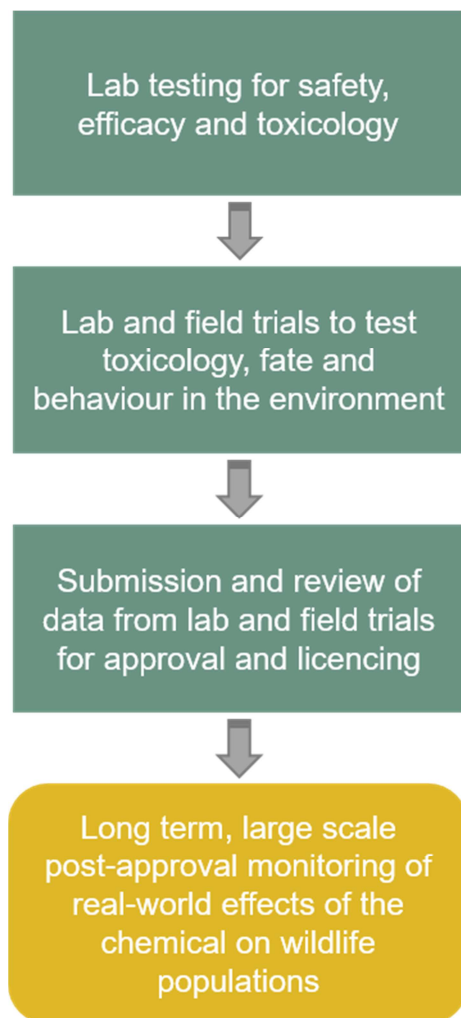 Lab testing for safety,
efficacy and toxicology
Lab and field trials to test
toxicology, fate and
behaviour in the environment
Submission and review of
data from lab and field trials
for approval and licencing
Long term, large scale
post-approval monitoring of
real-world effects of the
chemical on wildlife
populations